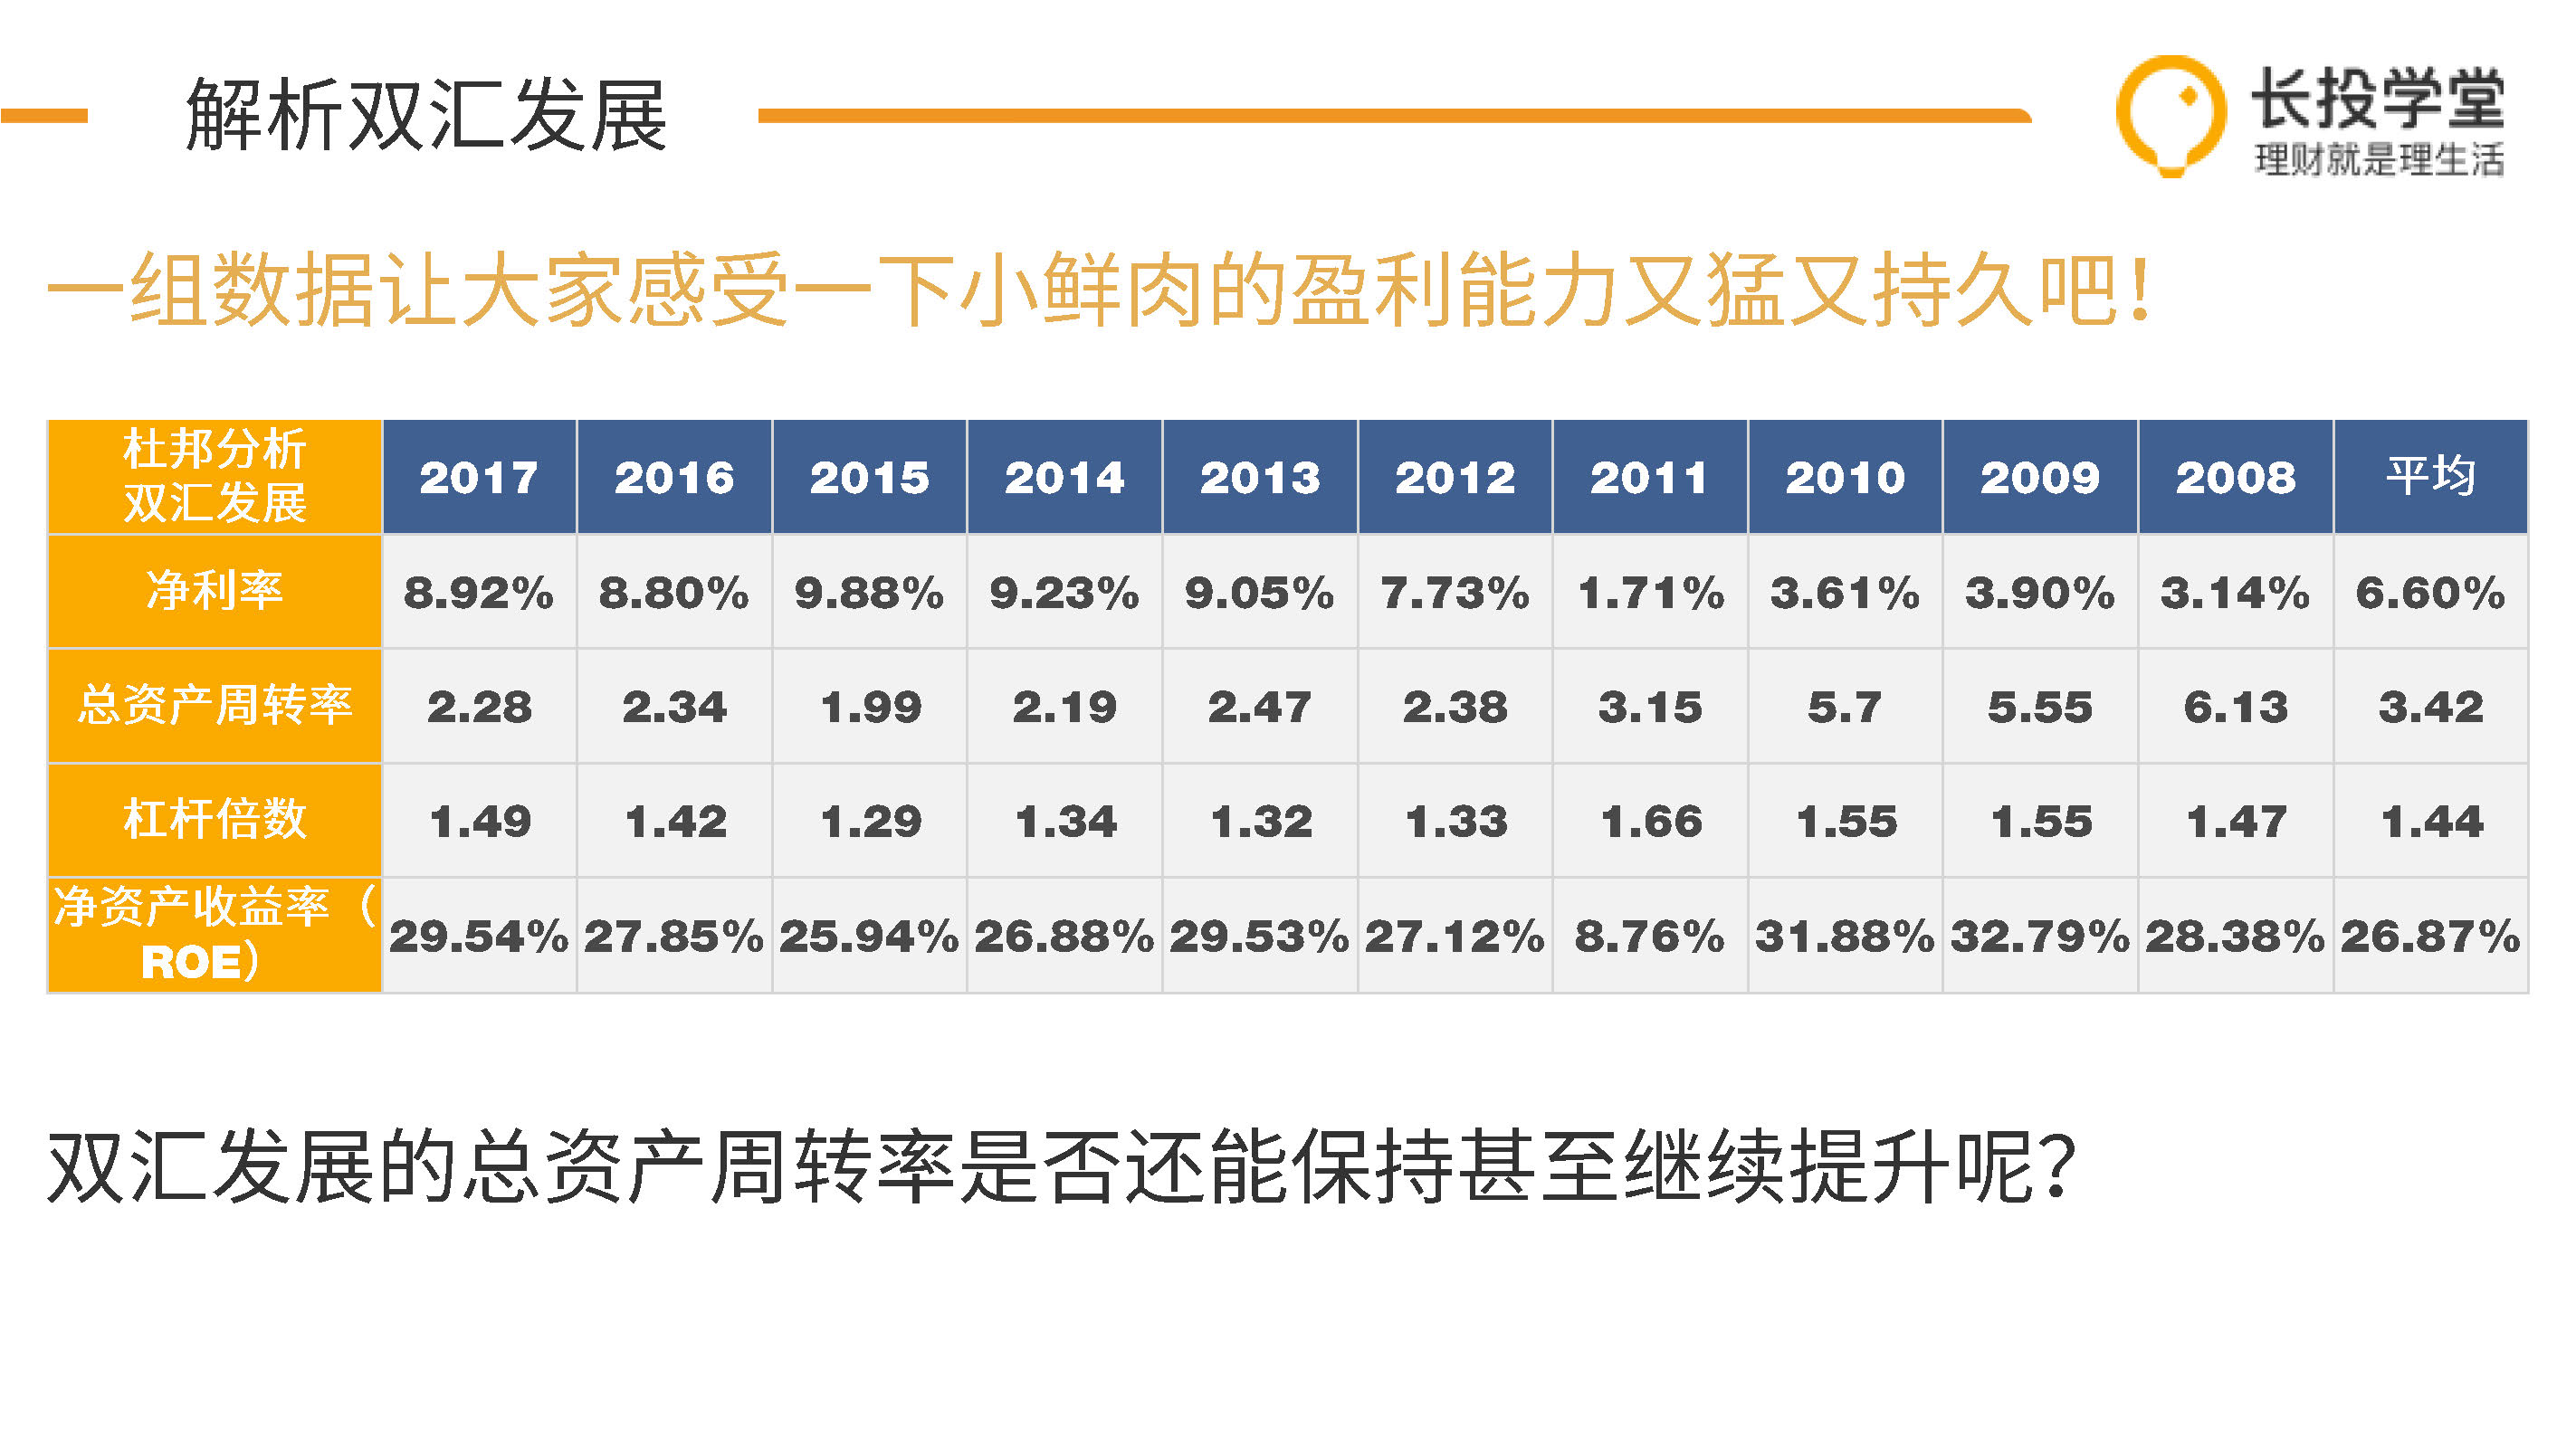 解析双汇发展
长投学堂
理财就是理生活
一组数据让大家感受一下小鲜肉的盈利能力又猛又持久吧！
杜邦分析
双汇发展 2017 2016 2015 2014 2013 2012 2011 2010 2009 2008 平均
净利率 8.92% 8.80% 9.88% 9.23% 9.05% 7.73% 1.71% 3.61% 3.90% 3.14% 6.60%
总资产周转率 2.28 2.34 1.99 2.19 2.47 2.38 3.15 5.7 5.55 6.13 3.42
杠杆倍数 1.49 1.42 1.29 1.34 1.32 1.33 1.66 1.55 1.55 1.47 1.44
净资产收益率（
ROE） 29.54% 27.85% 25.94% 26.88% 29.53% 27.12% 8.76% 31.88% 32.79% 28.38% 26.87%
双汇发展的总资产周转率是否还能保持甚至继续提升呢？